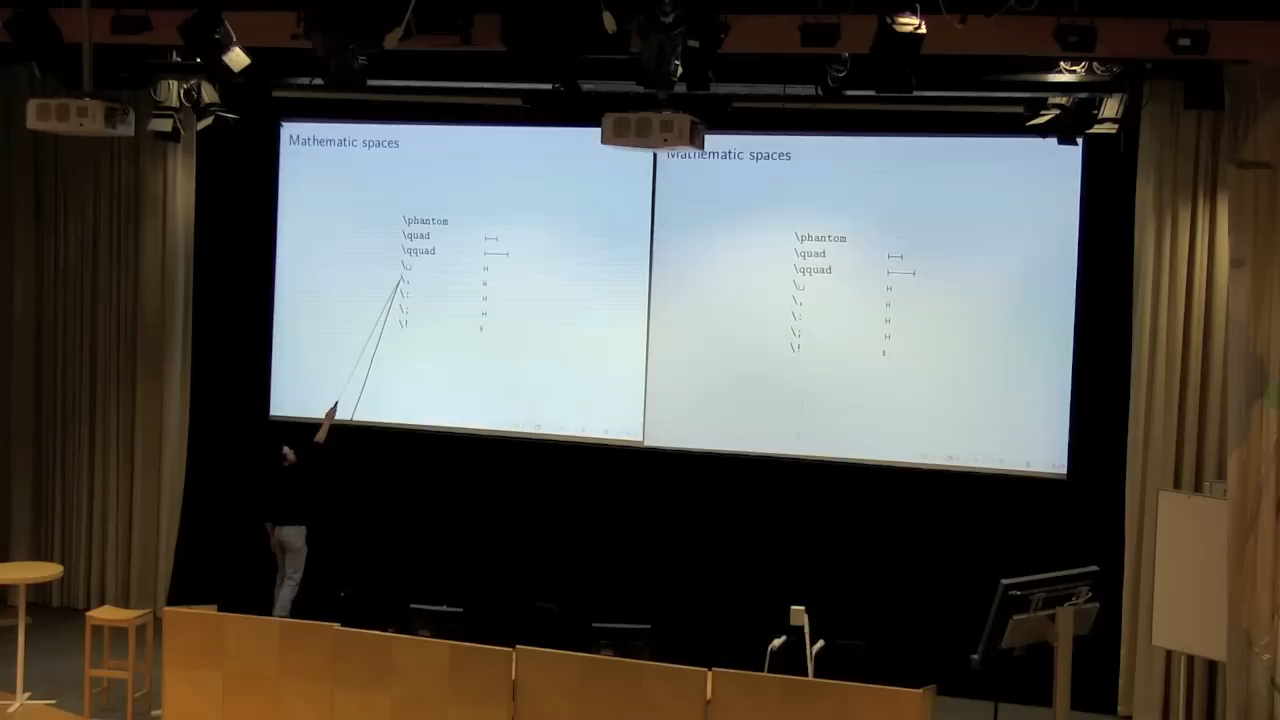 Mathematic spaces
\phantom
\quad
\qquad
\␣
\,
\:
\;
\!
Mathematic spaces
\phantom
\quad
\qquad
\␣
\,
\:
\;
\!